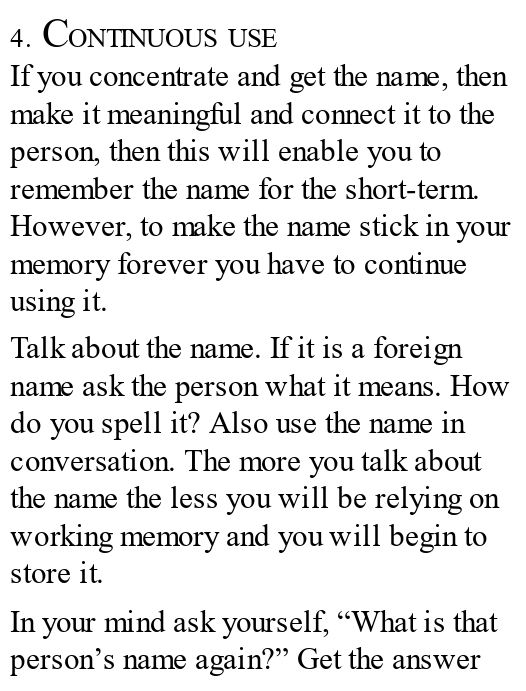 4. CONTINUOUS USE
If you concentrate and get the name, then
make it meaningful and connect it to the
person, then this will enable you to
remember the name for the short-term.
However, to make the name stick in your
memory forever you have to continue
using it.
Talk about the name. If it is a foreign
name ask the person what it means. How
do you spell it? Also use the name in
conversation. The more you talk about
the name the less you will be relying on
working memory and you will begin to
store it.
In your mind ask yourself, “What is that
person’s name again?” Get the answer